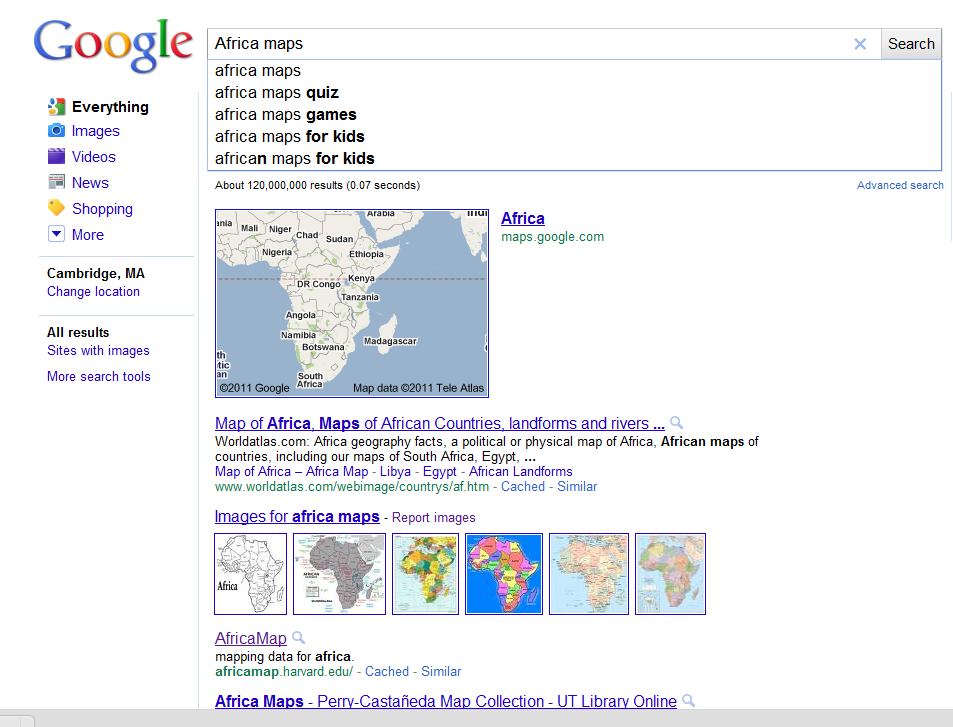 Google
Africa maps
Search
africa maps
africa maps quiz
africa maps games
africa maps for kids
african maps for kids
Everything
Images
Videos
News
Shopping
More
Cambridge, MA
Change location
All results
Sites with images
More search tools
About 120,000,000 results (0.07 seconds)
Advanced search
Arabia
Mali
Niger
Chad
Sudan
Nigeria
Ethiopia
DR Congo
Kenya
Tanzania
Angola
Namibia
Botswana
Madagascar
South
Africa
©2011 Google
Map data ©2011 Tele Atlas
Africa
maps.google.com
Map of Africa, Maps of African Countries, landforms and rivers ...
Worldatlas.com: Africa geography facts, a political or physical map of Africa, African maps of
countries, including our maps of South Africa, Egypt, ...
Map of Africa – Africa Map - Libya - Egypt - African Landforms
www.worldatlas.com/webimage/countrys/af.htm - Cached - Similar
Images for africa maps - Report images
Africa
AfricaMap
mapping data for africa.
africamap.harvard.edu/ - Cached - Similar
Africa Maps - Perry-Castañeda Map Collection - UT Library Online